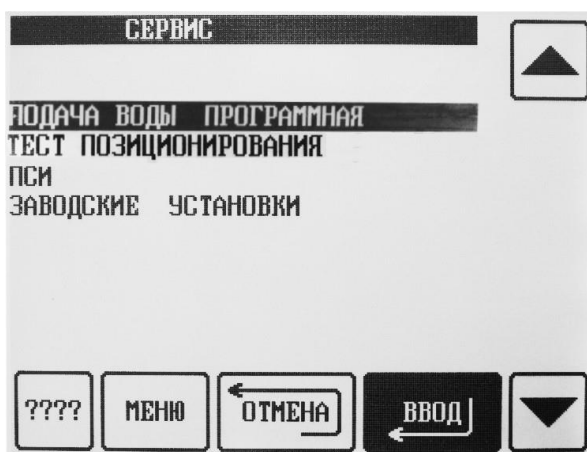 СЕРВИС
ПОДАЧА ВОДЫ ПРОГРАММНАЯ
ТЕСТ ПОЗИЦИОНИРОВАНИЯ
ПСИ
ЗАВОДСКИЕ УСТАНОВКИ
???? МЕНЮ ОТМЕНА ВВОД